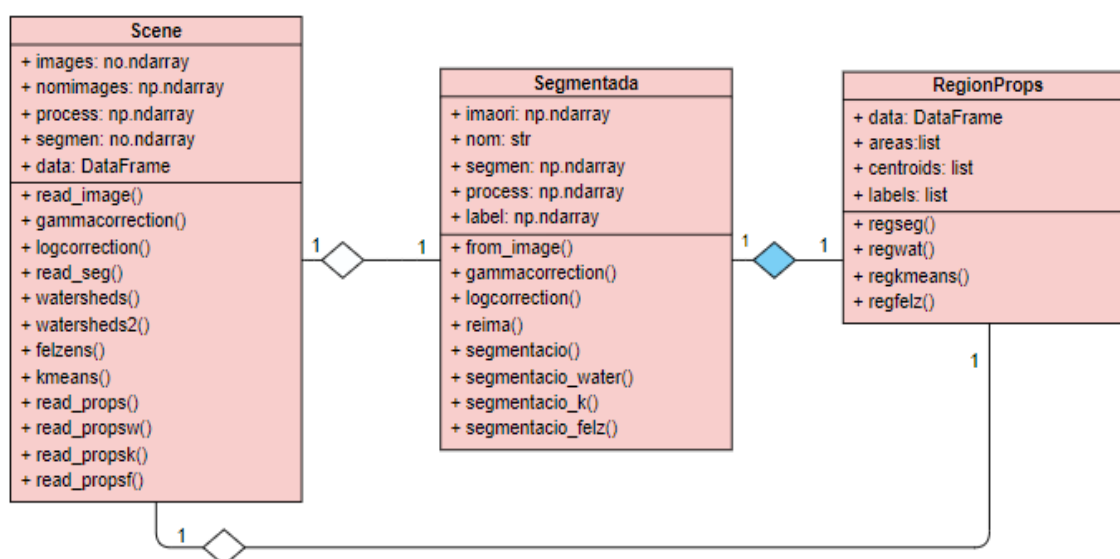 Scene
+ images: no.ndarray
+ nomimages: np.ndarray
+ process: np.ndarray
+ segmen: no.ndarray
+ data: DataFrame
+ read_image()
+ gammacorrection()
+ logcorrection()
+ read_seg()
+ watersheds()
+ watersheds2()
+ felzens()
+ kmeans()
+ read_props()
+ read_propsw()
+ read_propsk()
+ read_propsf()
1
1
Segmentada
+ imaori: np.ndarray
+ nom: str
+ segmen: np.ndarray
+ process: np.ndarray
+ label: np.ndarray
+ from_image()
+ gammacorrection()
+ logcorrection()
+ reima()
+ segmentacio()
+ segmentacio_water()
+ segmentacio_k()
+ segmentacio_felz()
1
1
RegionProps
+ data: DataFrame
+ areas:list
+ centroids: list
+ labels: list
+ regseg()
+ regwat()
+ regkmeans()
+ regfelz()
1
1